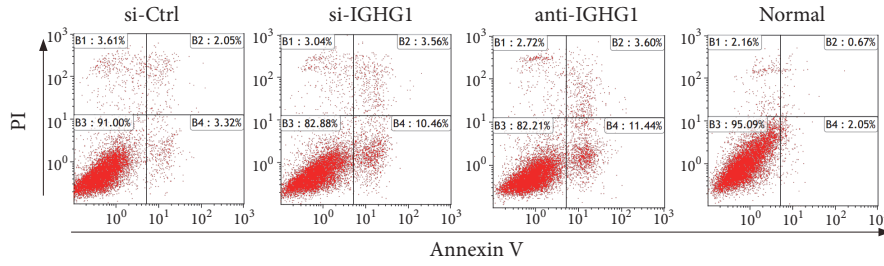 si-Ctrl si-IGHG1 anti-IGHG1 Normal
PI
10³ 10² 10¹ 10⁰
B1 : 3.61% B2 : 2.05%
B3 : 91.00% B4 : 3.32%
10⁰ 10¹ 10² 10³
10³ 10² 10¹ 10⁰
B1 : 3.04% B2 : 3.56%
B3 : 82.88% B4 : 10.46%
10⁰ 10¹ 10² 10³
10³ 10² 10¹ 10⁰
B1 : 2.72% B2 : 3.60%
B3 : 82.21% B4 : 11.44%
10⁰ 10¹ 10² 10³
10³ 10² 10¹ 10⁰
B1 : 2.16% B2 : 0.67%
B3 : 95.09% B4 : 2.05%
10⁰ 10¹ 10² 10³
Annexin V